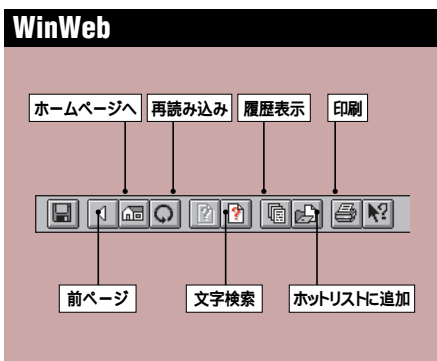 WinWeb
ホームページへ
再読み込み
履歴表示
印刷
前ページ
文字検索
ホットリストに追加